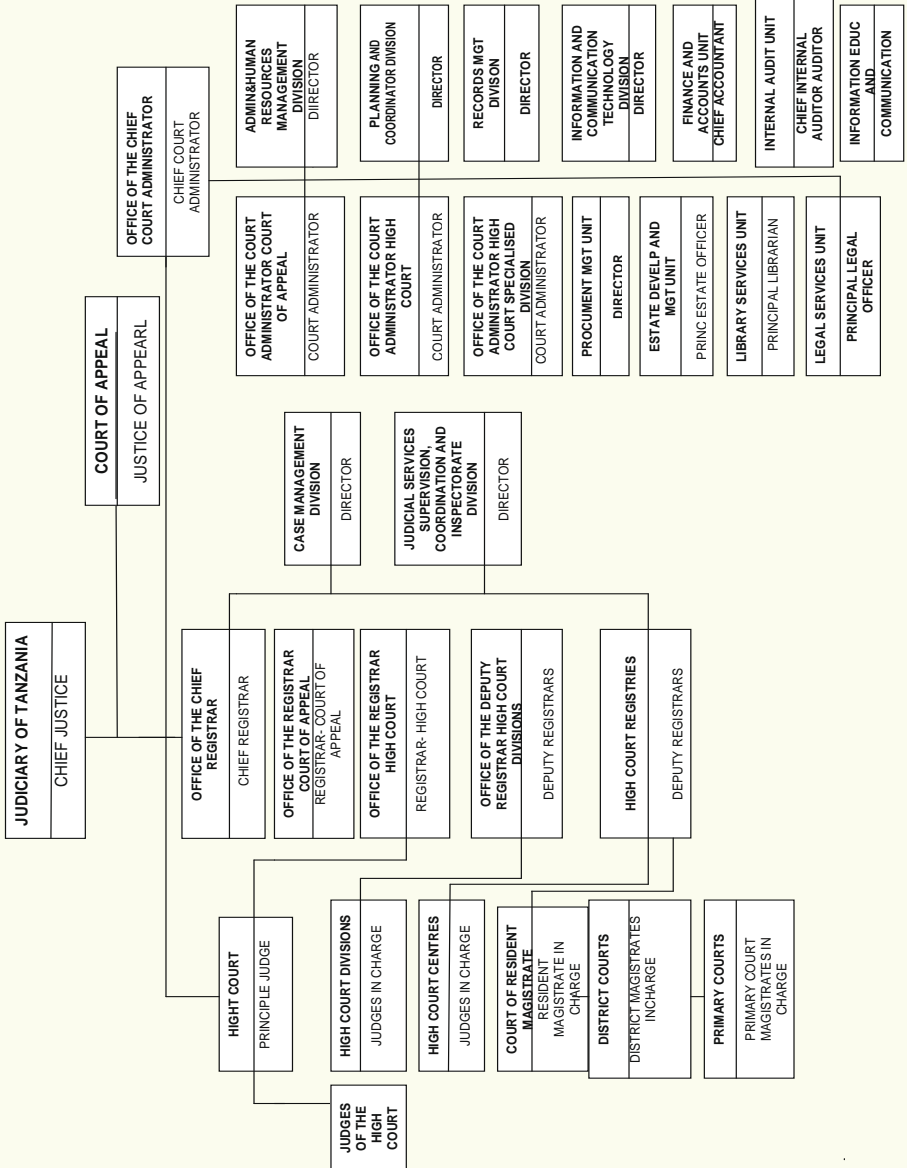 JUDICIARY OF TANZANIA
CHIEF JUSTICE
COURT OF APPEAL
JUSTICE OF APPEARL
OFFICE OF THE CHIEF
COURT ADMINISTRATOR
CHIEF COURT
ADMINISTRATOR
OFFICE OF THE CHIEF
REGISTRAR
CHIEF REGISTRAR
OFFICE OF THE REGISTRAR
COURT OF APPEAL
REGISTRAR- COURT OF
APPEAL
OFFICE OF THE REGISTRAR
HIGH COURT
REGISTRAR- HIGH COURT
OFFICE OF THE DEPUTY
REGISTRAR HIGH COURT
DIVISIONS
DEPUTY REGISTRARS
HIGH COURT REGISTRIES
DEPUTY REGISTRARS
CASE MANAGEMENT
DIVISION
DIRECTOR
JUDICIAL SERVICES
SUPERVISION,
COORDINATION AND
INSPECTORATE
DIVISION
DIRECTOR
HIGHT COURT
PRINCIPLE JUDGE
JUDGES
OF THE
HIGH
COURT
HIGH COURT DIVISIONS
JUDGES IN CHARGE
HIGH COURT CENTRES
JUDGES IN CHARGE
COURT OF RESIDENT
MAGISTRATE
RESIDENT
MAGISTRATE IN
CHARGE
DISTRICT COURTS
DISTRICT MAGISTRATES
INCHARGE
PRIMARY COURTS
PRIMARY COURT
MAGISTRATES IN
CHARGE
OFFICE OF THE COURT
ADMINISTRATOR COURT
OF APPEAL
COURT ADMINISTRATOR
OFFICE OF THE COURT
ADMINISTRATOR HIGH
COURT
COURT ADMINISTRATOR
OFFICE OF THE COURT
ADMINISTRATOR HIGH
COURT SPECIALISED
DIVISION
COURT ADMINISTRATOR
PROCUMENT MGT UNIT
DIRECTOR
ESTATE DEVELP AND
MGT UNIT
PRINC ESTATE OFFICER
LIBRARY SERVICES UNIT
PRINCIPAL LIBRARIAN
LEGAL SERVICES UNIT
PRINCIPAL LEGAL
OFFICER
ADMIN&HUMAN
RESOURCES
MANAGEMENT
DIVISION
DIIRECTOR
PLANNING AND
COORDINATOR DIVISION
DIRECTOR
RECORDS MGT
DIVISON
DIRECTOR
INFORMATION AND
COMMUNICATION
TECHNOLOGY
DIVISION
DIRECTOR
FINANCE AND
ACCOUNTS UNIT
CHIEF ACCOUNTANT
INTERNAL AUDIT UNIT
CHIEF INTERNAL
AUDITOR AUDITOR
INFORMATION EDUC
AND
COMMUNICATION